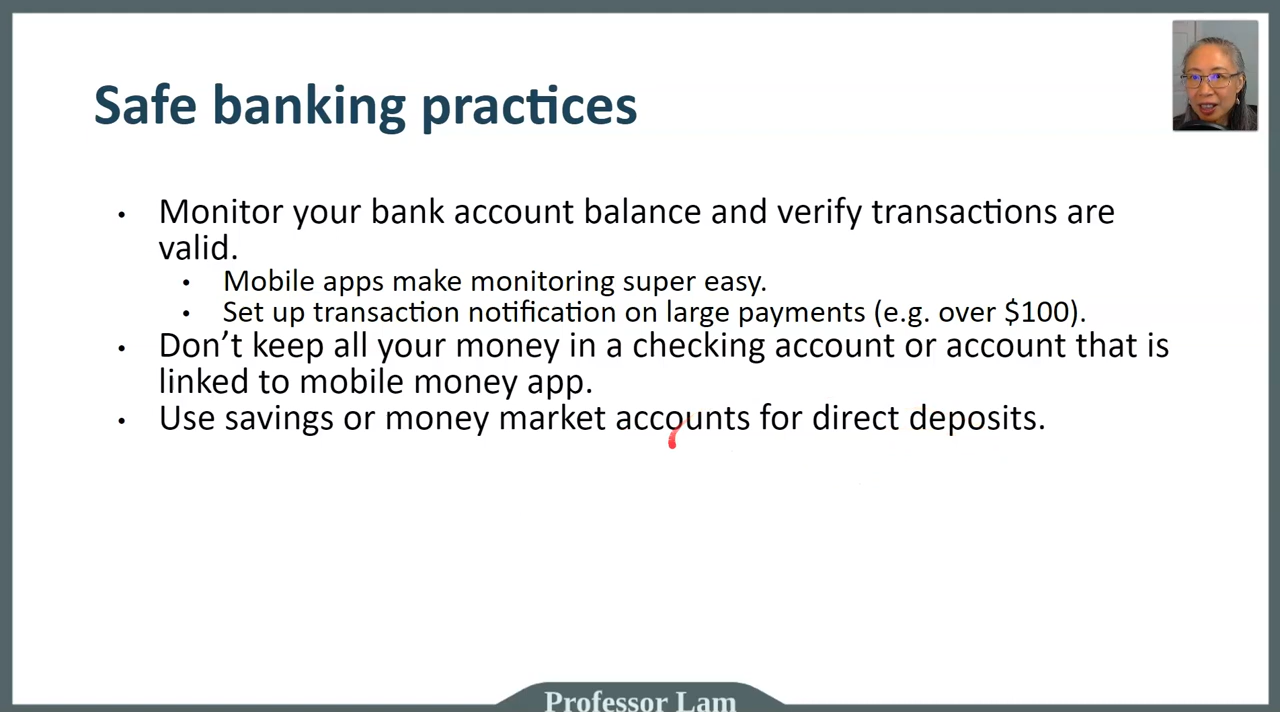 Safe banking practices
• Monitor your bank account balance and verify transactions are
valid.
• Mobile apps make monitoring super easy.
• Set up transaction notification on large payments (e.g. over $100).
• Don’t keep all your money in a checking account or account that is
linked to mobile money app.
• Use savings or money market accounts for direct deposits.
Professor Lam